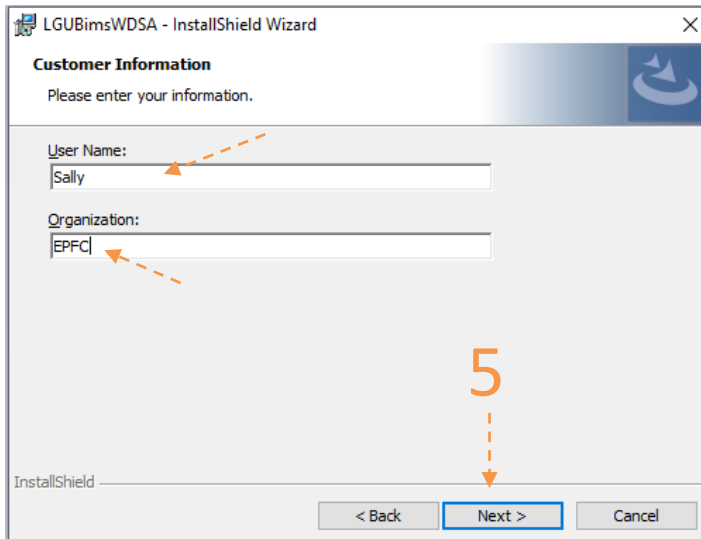 LGUBimsWDSA - InstallShield Wizard
Customer Information
Please enter your information.
User Name:
Sally
Organization:
EPFC
5
InstallShield
< Back Next > Cancel